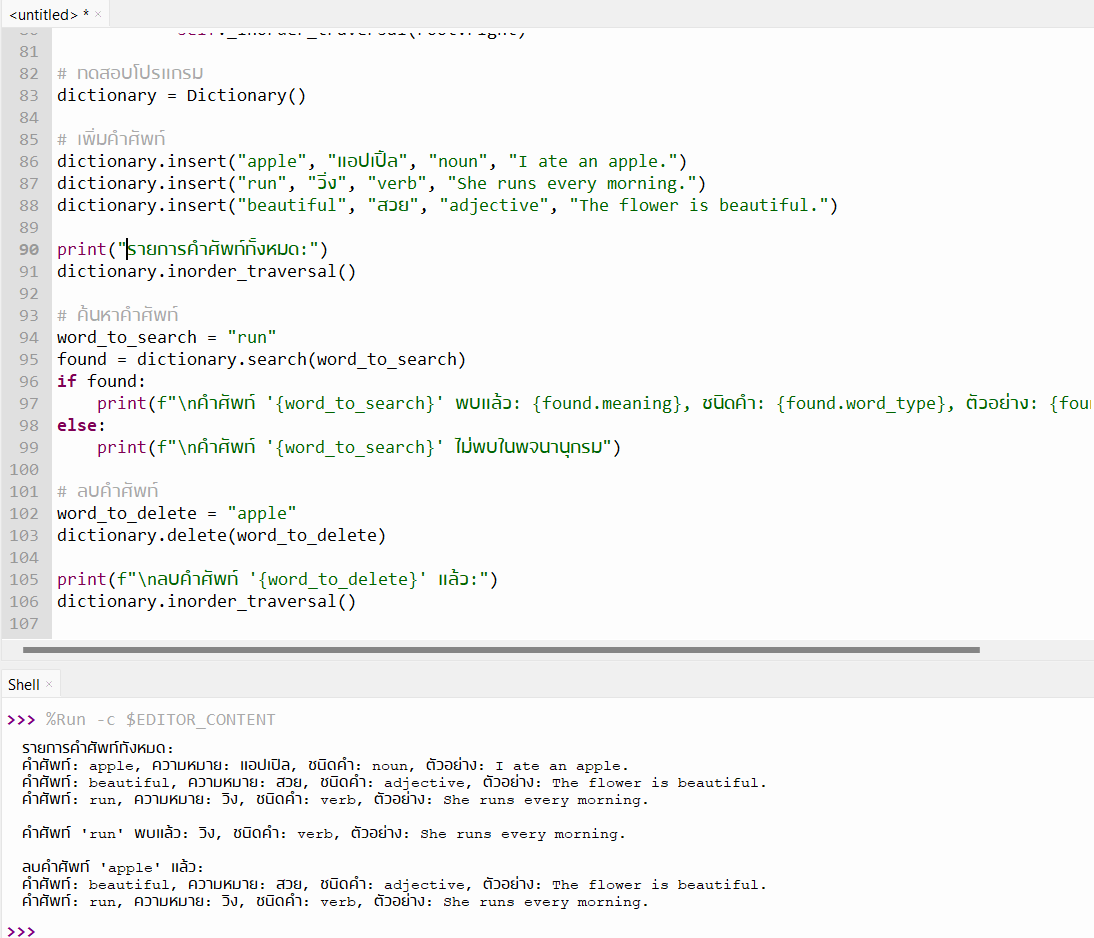 <untitled> * ×
80 self._inorder_traversal(root.right)
81
82 # ทดสอบโปรแกรม
83 dictionary = Dictionary()
84
85 # เพิ่มคำศัพท์
86 dictionary.insert("apple", "แอปเปิ้ล", "noun", "I ate an apple.")
87 dictionary.insert("run", "วิ่ง", "verb", "She runs every morning.")
88 dictionary.insert("beautiful", "สวย", "adjective", "The flower is beautiful.")
89
90 print("รายการคำศัพท์ทั้งหมด:")
91 dictionary.inorder_traversal()
92
93 # ค้นหาคำศัพท์
94 word_to_search = "run"
95 found = dictionary.search(word_to_search)
96 if found:
97 print(f"\nคำศัพท์ '{word_to_search}' พบแล้ว: {found.meaning}, ชนิดคำ: {found.word_type}, ตัวอย่าง: {fou
98 else:
99 print(f"\nคำศัพท์ '{word_to_search}' ไม่พบในพจนานุกรม")
100
101 # ลบคำศัพท์
102 word_to_delete = "apple"
103 dictionary.delete(word_to_delete)
104
105 print(f"\nลบคำศัพท์ '{word_to_delete}' แล้ว:")
106 dictionary.inorder_traversal()
107
Shell ×
>>> %Run -c $EDITOR_CONTENT
รายการคำศัพท์ทั้งหมด:
คำศัพท์: apple, ความหมาย: แอปเปิ้ล, ชนิดคำ: noun, ตัวอย่าง: I ate an apple.
คำศัพท์: beautiful, ความหมาย: สวย, ชนิดคำ: adjective, ตัวอย่าง: The flower is beautiful.
คำศัพท์: run, ความหมาย: วิ่ง, ชนิดคำ: verb, ตัวอย่าง: She runs every morning.
คำศัพท์ 'run' พบแล้ว: วิ่ง, ชนิดคำ: verb, ตัวอย่าง: She runs every morning.
ลบคำศัพท์ 'apple' แล้ว:
คำศัพท์: beautiful, ความหมาย: สวย, ชนิดคำ: adjective, ตัวอย่าง: The flower is beautiful.
คำศัพท์: run, ความหมาย: วิ่ง, ชนิดคำ: verb, ตัวอย่าง: She runs every morning.
>>>